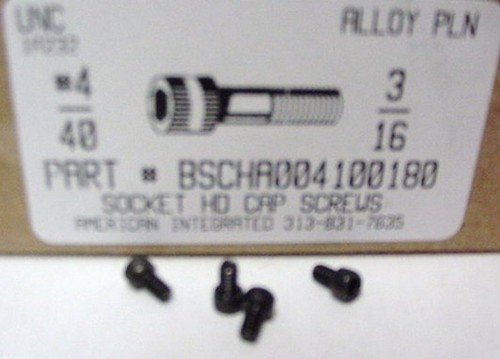 UNC
ALLOY PLN
#4
40
3
16
PART # BSCHA004100180
SOCKET HD CAP SCREWS
AMERICAN INTEGRATED 313-831-7635